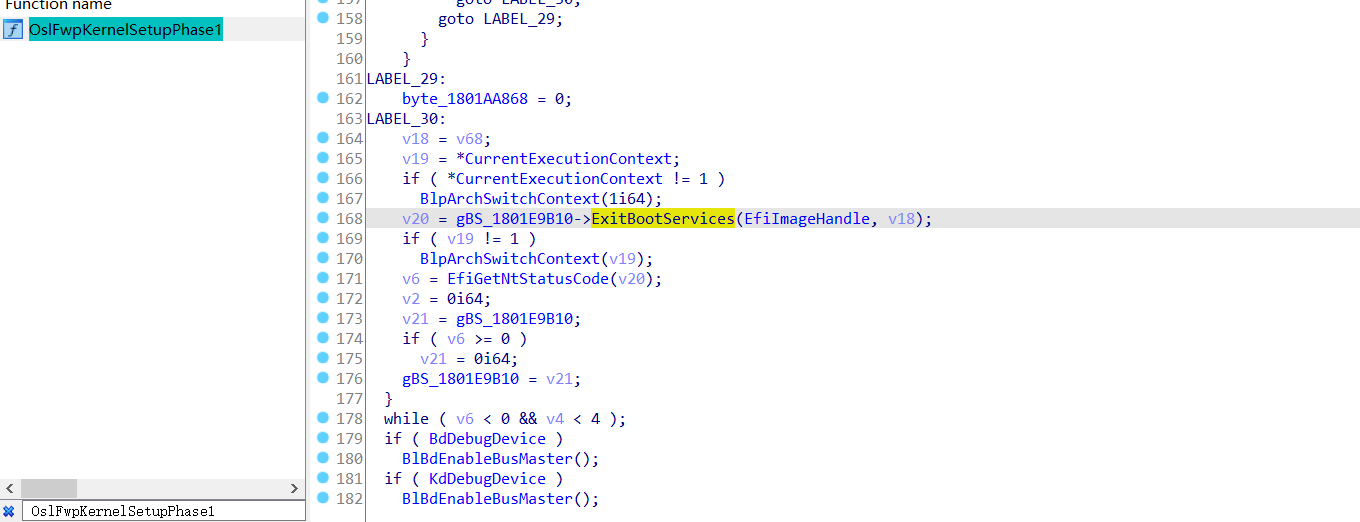 Function name
f OslFwpKernelSetupPhase1
OslFwpKernelSetupPhase1
157 goto LABEL_30;
158 goto LABEL_29;
159 }
160 }
161 LABEL_29:
162 byte_1801AA868 = 0;
163 LABEL_30:
164 v18 = v68;
165 v19 = *CurrentExecutionContext;
166 if ( *CurrentExecutionContext != 1 )
167 BlpArchSwitchContext(1i64);
168 v20 = gBS_1801E9B10->ExitBootServices(EfiImageHandle, v18);
169 if ( v19 != 1 )
170 BlpArchSwitchContext(v19);
171 v6 = EfiGetNtStatusCode(v20);
172 v2 = 0i64;
173 v21 = gBS_1801E9B10;
174 if ( v6 >= 0 )
175 v21 = 0i64;
176 gBS_1801E9B10 = v21;
177 }
178 while ( v6 < 0 && v4 < 4 );
179 if ( BdDebugDevice )
180 BlBdEnableBusMaster();
181 if ( KdDebugDevice )
182 BlBdEnableBusMaster();